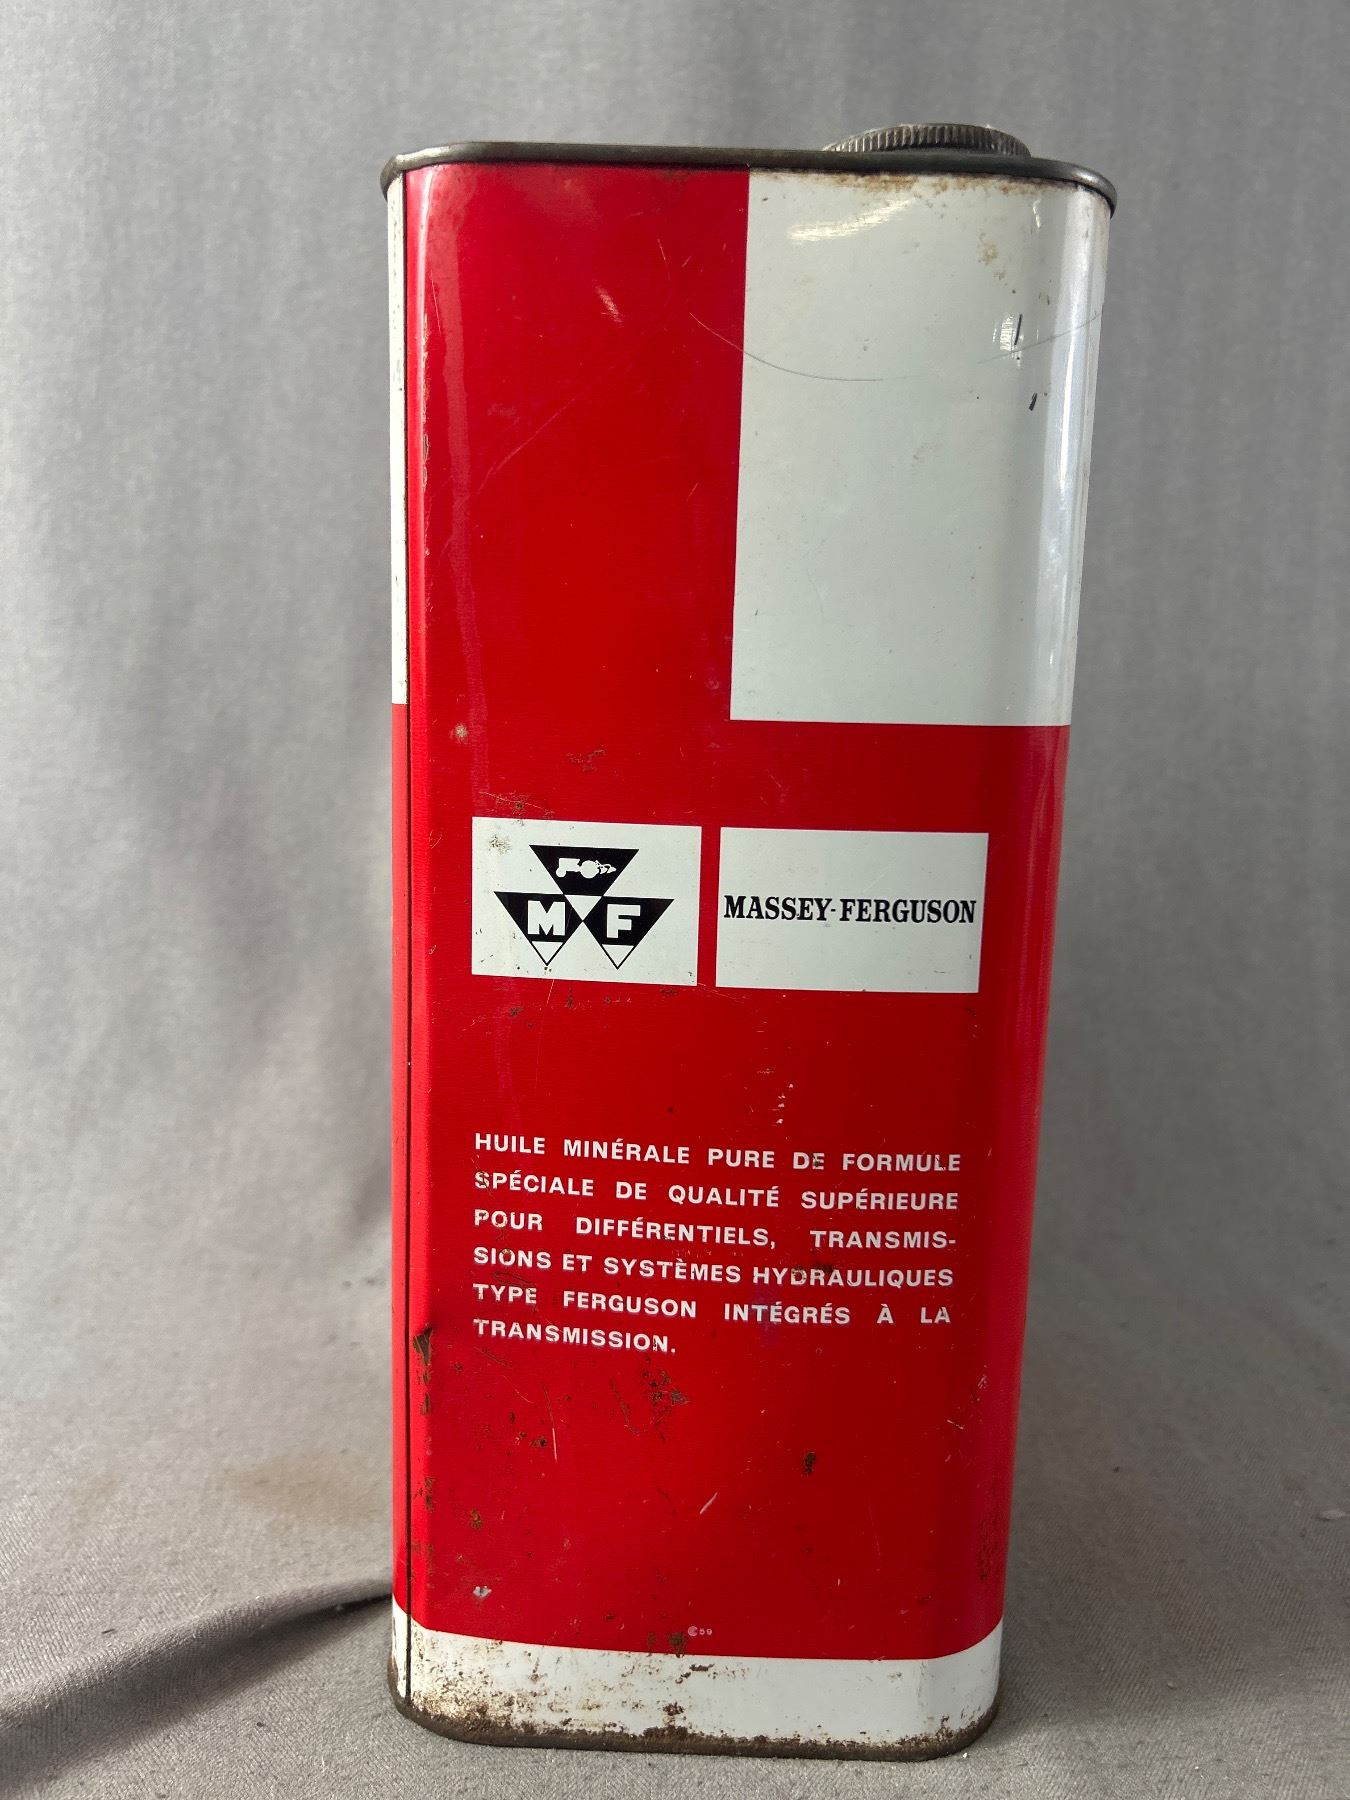 M F
MASSEY-FERGUSON
HUILE MINÉRALE PURE DE FORMULE
SPÉCIALE DE QUALITÉ SUPÉRIEURE
POUR DIFFÉRENTIELS, TRANSMIS-
SIONS ET SYSTÈMES HYDRAULIQUES
TYPE FERGUSON INTÉGRÉS À LA
TRANSMISSION.
59